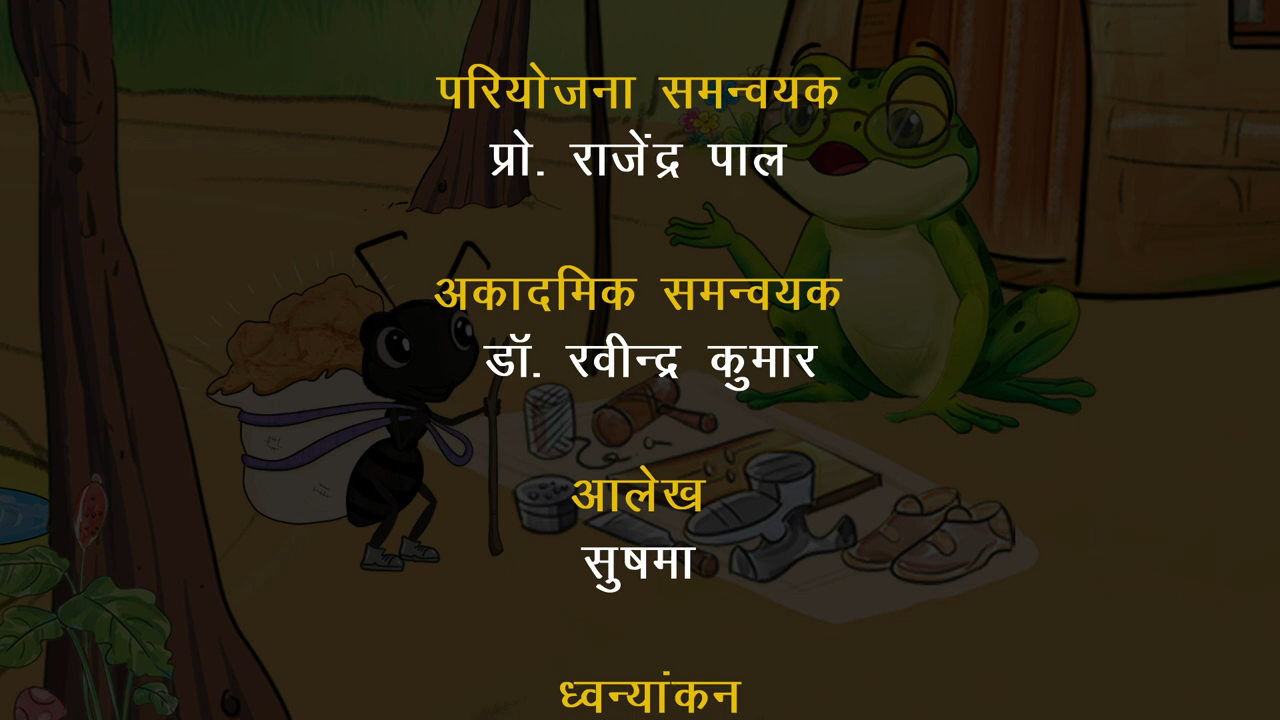 परियोजना समन्वयक
प्रो. राजेंद्र पाल
अकादमिक समन्वयक
डॉ. रवीन्द्र कुमार
आलेख
सुषमा
ध्वन्यांकन